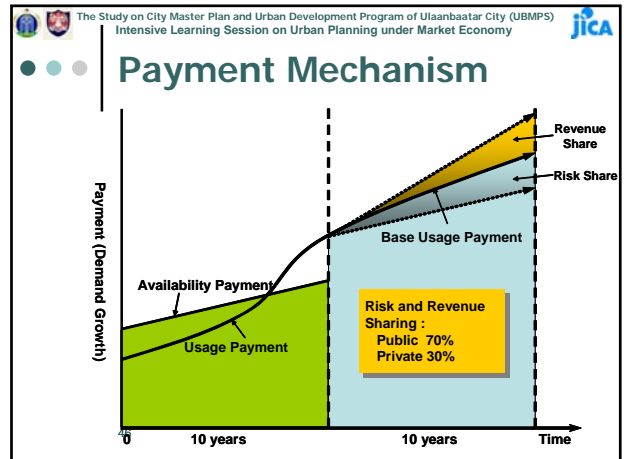 The Study on City Master Plan and Urban Development Program of Ulaanbaatar City (UBMPS)
Intensive Learning Session on Urban Planning under Market Economy
jICA
Payment Mechanism
Revenue
Share
Risk Share
Base Usage Payment
Payment (Demand Growth)
Availability Payment
Usage Payment
Risk and Revenue
Sharing :
Public 70%
Private 30%
46
0
10 years
10 years
Time